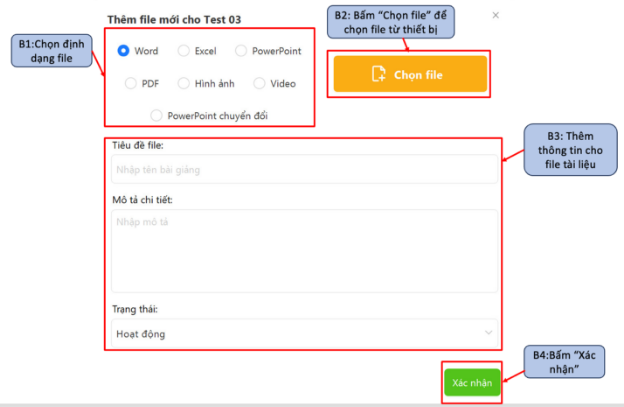 Thêm file mới cho Test 03
×
B1:Chọn định
dạng file
Word
Excel
PowerPoint
PDF
Hình ảnh
Video
PowerPoint chuyển đổi
B2: Bấm “Chọn file” để
chọn file từ thiết bị
Chọn file
Tiêu đề file:
Nhập tên bài giảng
Mô tả chi tiết:
Nhập mô tả
Trạng thái:
Hoạt động
B3: Thêm
thông tin cho
file tài liệu
B4:Bấm “Xác
nhận”
Xác nhận